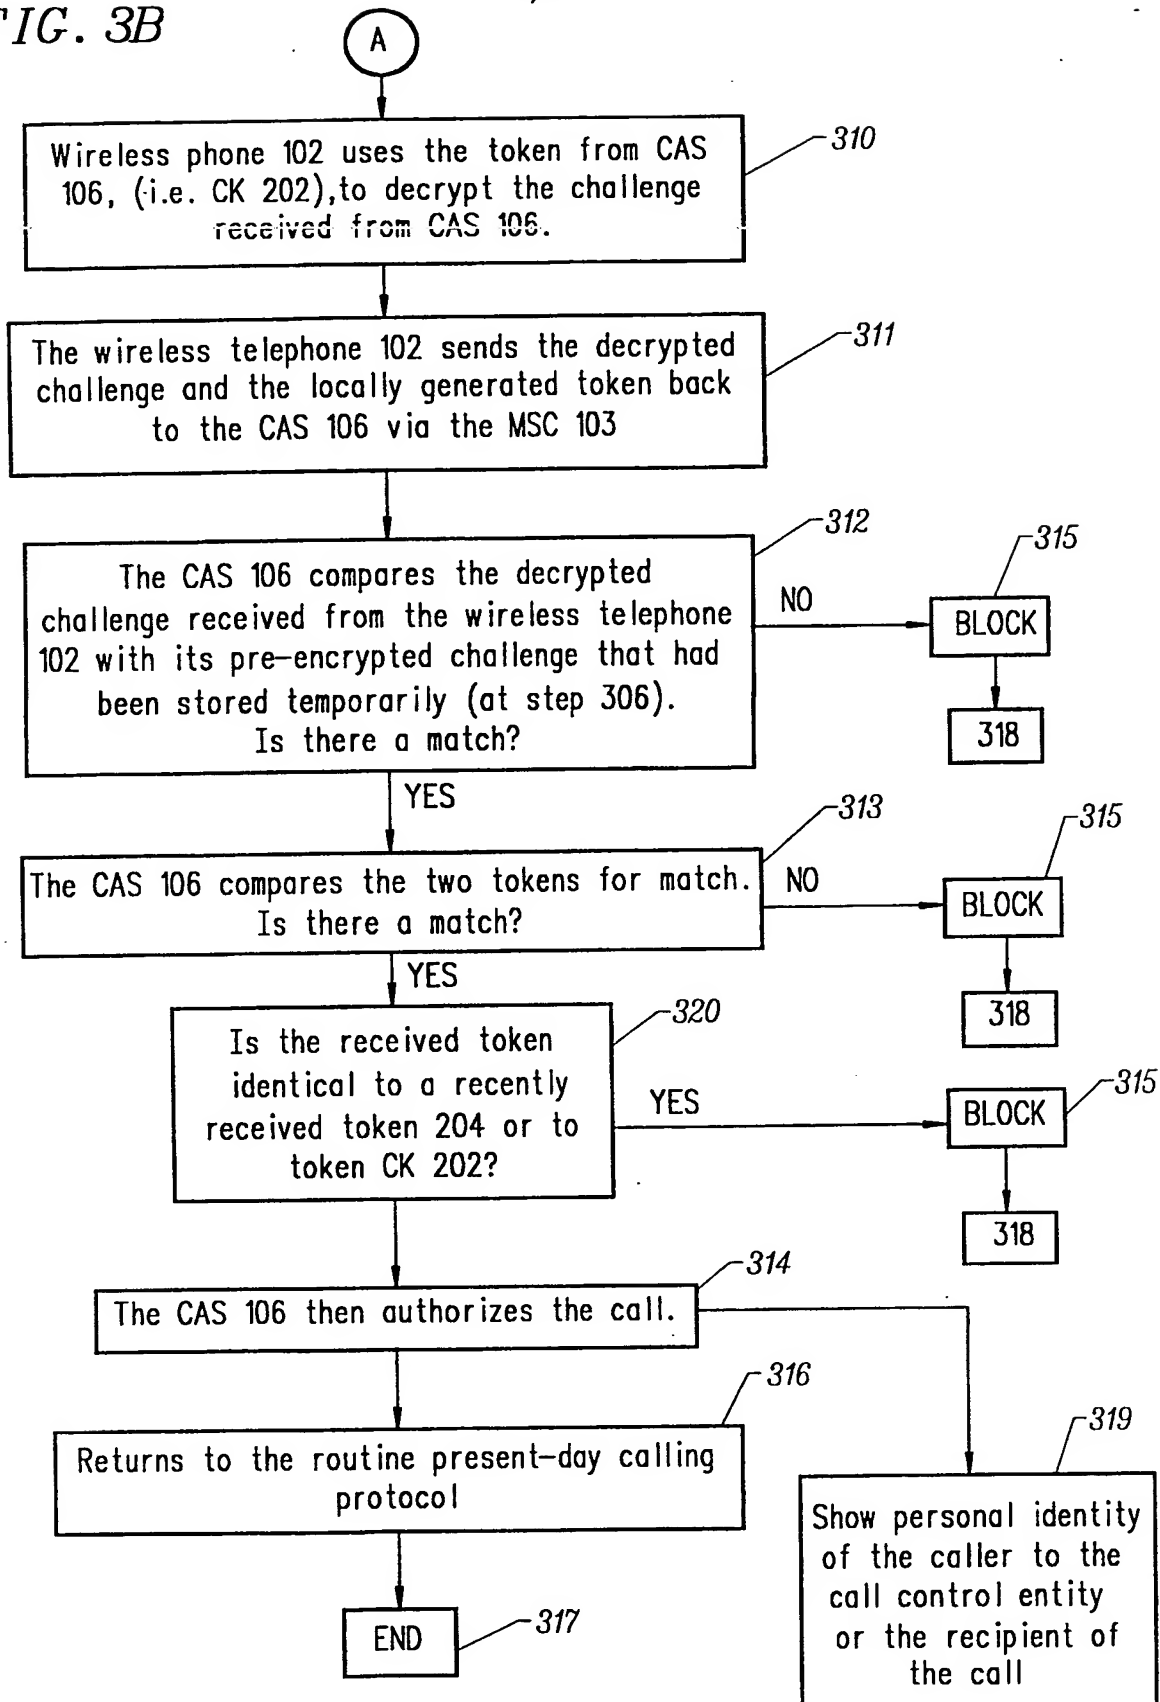 FIG. 3B
A
310
Wireless phone 102 uses the token from CAS
106, (i.e. CK 202),to decrypt the challenge
received from CAS 106.
311
The wireless telephone 102 sends the decrypted
challenge and the locally generated token back
to the CAS 106 via the MSC 103
312
The CAS 106 compares the decrypted
challenge received from the wireless telephone
102 with its pre-encrypted challenge that had
been stored temporarily (at step 306).
Is there a match?
NO
315
BLOCK
318
YES
313
The CAS 106 compares the two tokens for match.
Is there a match?
NO
315
BLOCK
318
YES
320
Is the received token
identical to a recently
received token 204 or to
token CK 202?
YES
315
BLOCK
318
314
The CAS 106 then authorizes the call.
316
Returns to the routine present-day calling
protocol
319
Show personal identity
of the caller to the
call control entity
or the recipient of
the call
END
317